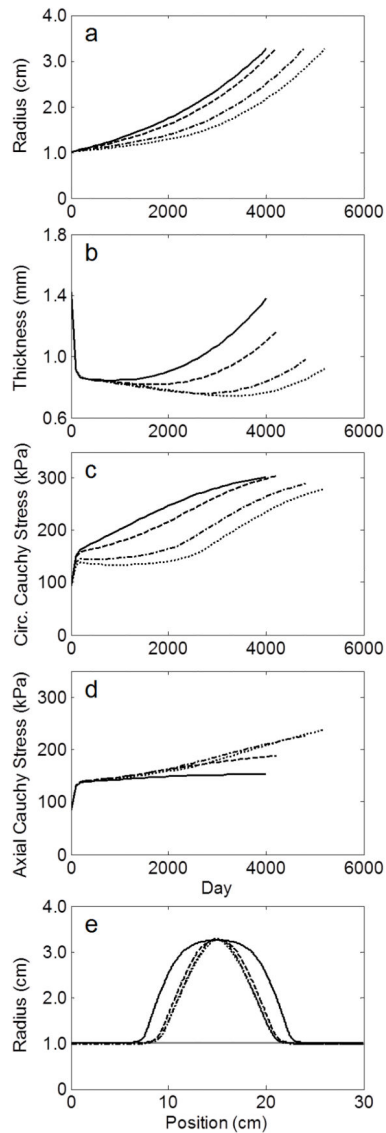 a
4.0
3.0
2.0
1.0
0
Radius (cm)
0 2000 4000 6000
b
1.8
1.4
1.0
0.6
Thickness (mm)
0 2000 4000 6000
c
300
200
100
0
Circ. Cauchy Stress (kPa)
0 2000 4000 6000
d
300
200
100
0
Axial Cauchy Stress (kPa)
0 2000 4000 6000
Day
e
4.0
3.0
2.0
1.0
0
Radius (cm)
0 10 20 30
Position (cm)